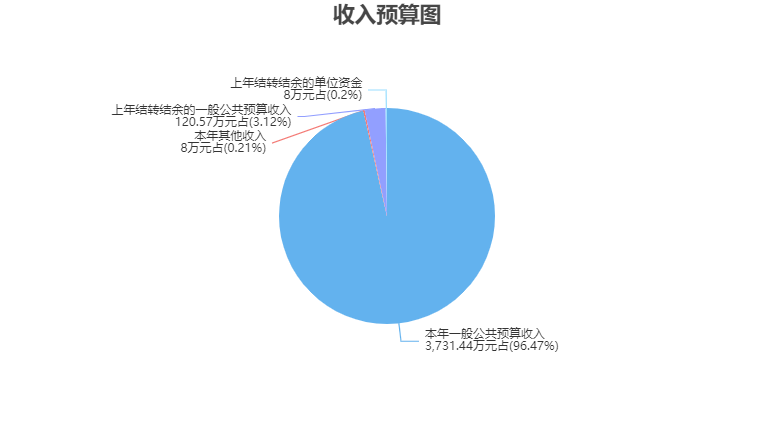 收入预算图
上年结转结余的单位资金
8万元占(0.2%)
上年结转结余的一般公共预算收入
120.57万元占(3.12%)
本年其他收入
8万元占(0.21%)
本年一般公共预算收入
3,731.44万元占(96.47%)